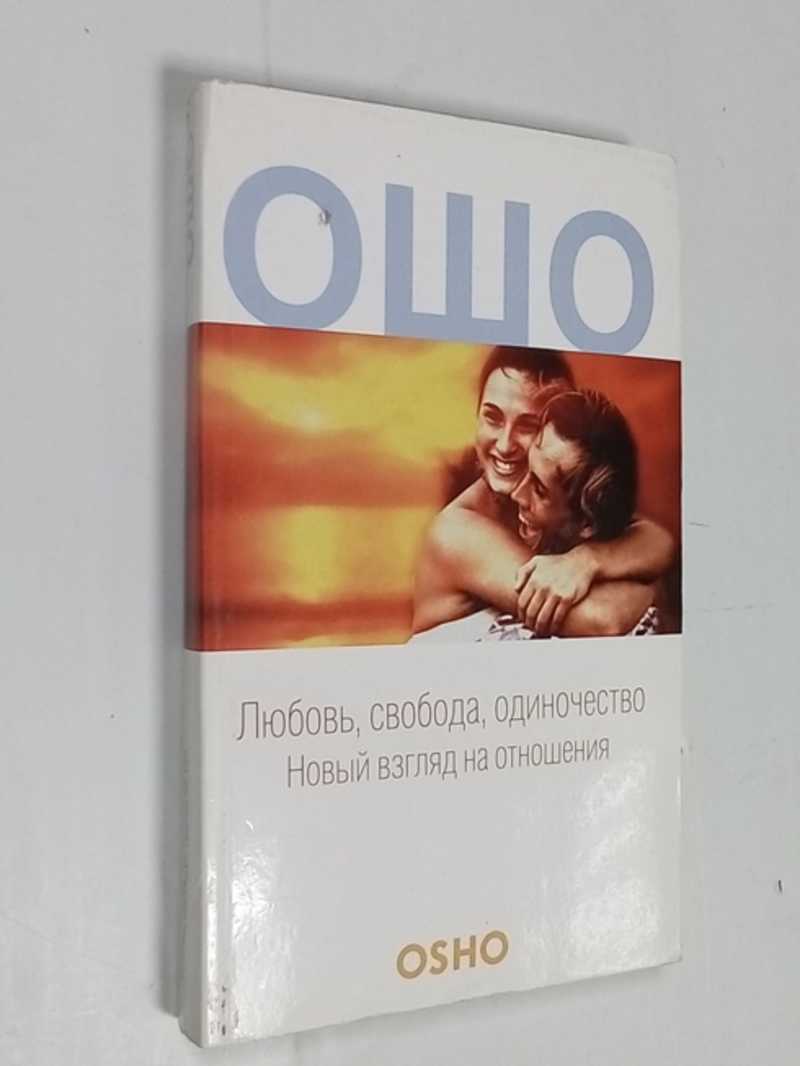 ОШО
Любовь, свобода, одиночество
Новый взгляд на отношения
OSHO